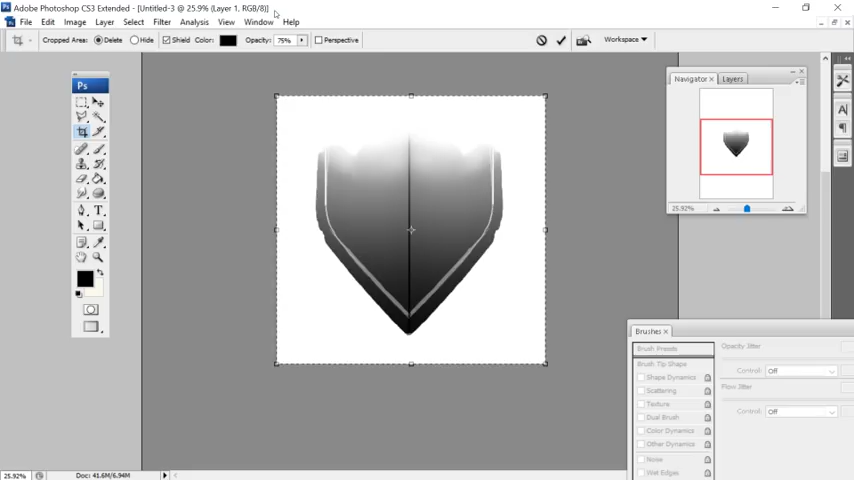 Adobe Photoshop CS3 Extended - [Untitled-3 @ 25.9% (Layer 1, RGB/8)]
File Edit Image Layer Select Filter Analysis View Window Help
Cropped Area: Delete Hide Shield Color: Opacity: 75% Perspective Workspace
Ps
Navigator × Layers
25.92%
Brushes ×
Brush Presets
Brush Tip Shape
Shape Dynamics
Scattering
Texture
Dual Brush
Color Dynamics
Other Dynamics
Noise
Wet Edges
Opacity Jitter
Control: Off
Flow Jitter
Control: Off
25.92% Doc: 41.6M/6.94M